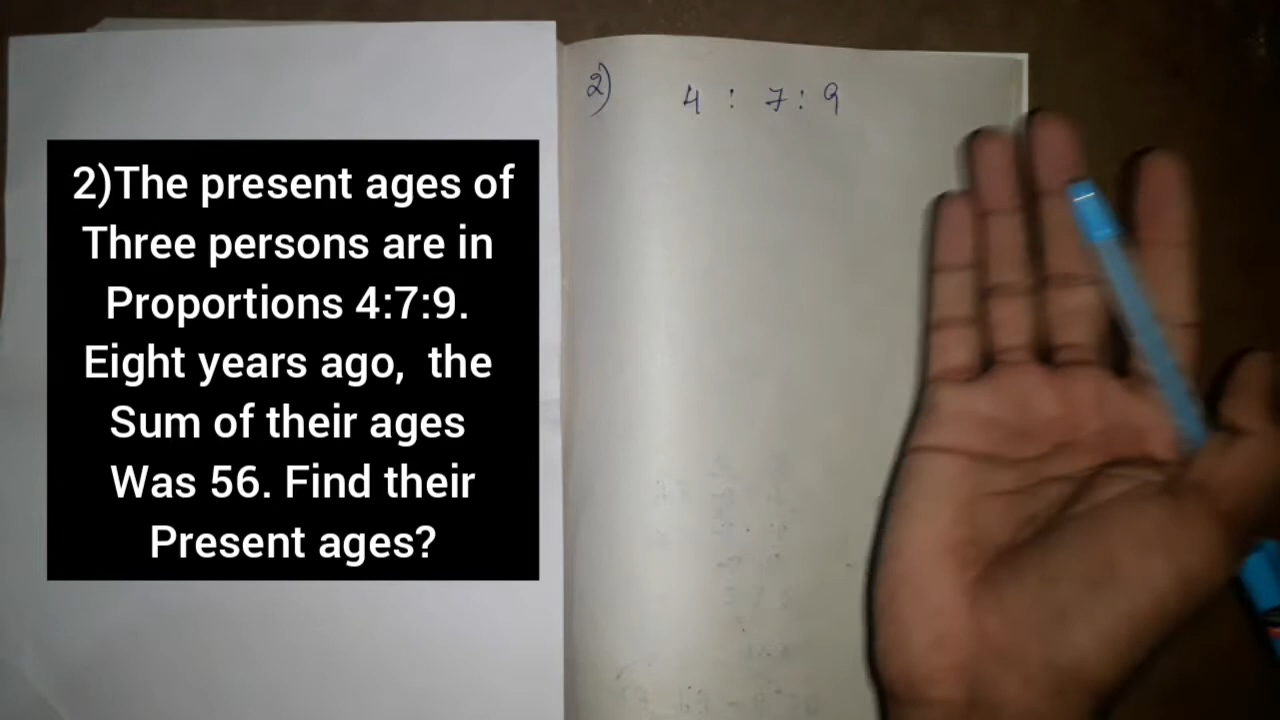 2)The present ages of
Three persons are in
Proportions 4:7:9.
Eight years ago, the
Sum of their ages
Was 56. Find their
Present ages?
2) 4 : 7 : 9